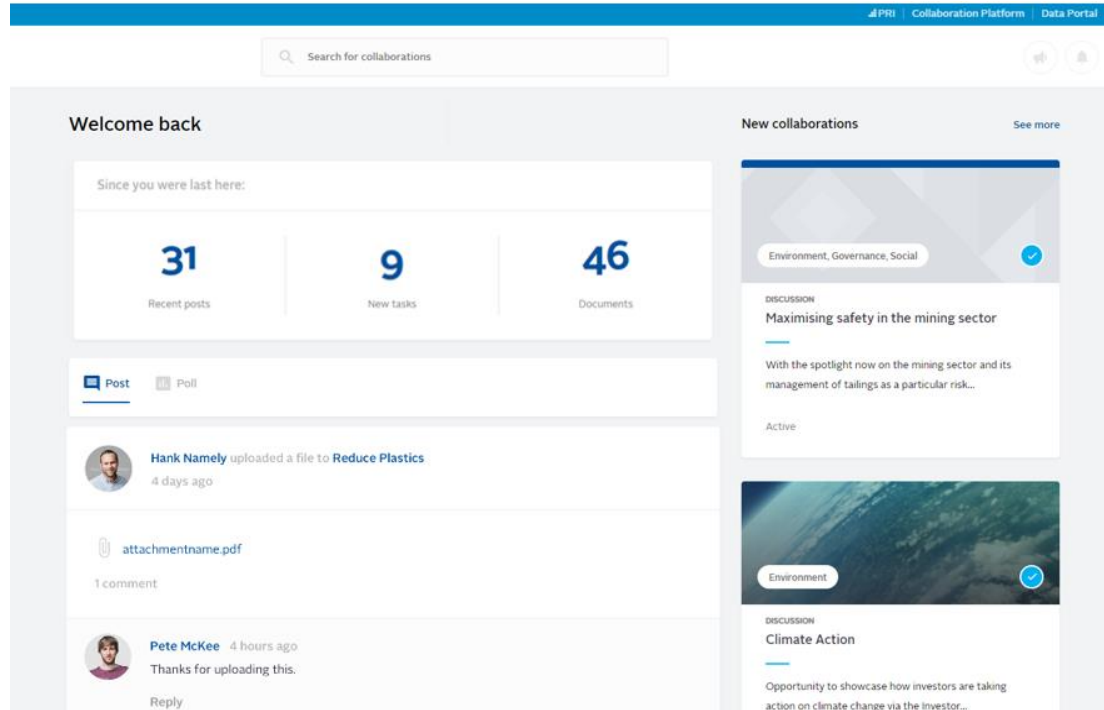 PRI | Collaboration Platform | Data Portal
Search for collaborations
Welcome back
Since you were last here:
31
Recent posts
9
New tasks
46
Documents
Post
Poll
Hank Namely uploaded a file to Reduce Plastics
4 days ago
attachmentname.pdf
1 comment
Pete McKee 4 hours ago
Thanks for uploading this.
Reply
New collaborations
See more
Environment, Governance, Social
DISCUSSION
Maximising safety in the mining sector
With the spotlight now on the mining sector and its
management of tailings as a particular risk...
Active
Environment
DISCUSSION
Climate Action
Opportunity to showcase how investors are taking
action on climate change via the Investor...